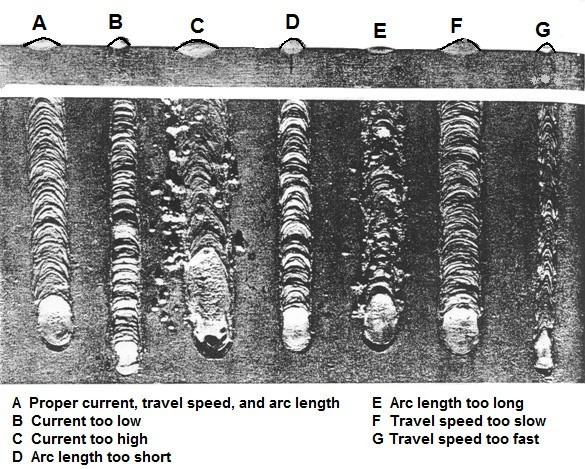 A B C D E F G
A Proper current, travel speed, and arc length
B Current too low
C Current too high
D Arc length too short
E Arc length too long
F Travel speed too slow
G Travel speed too fast